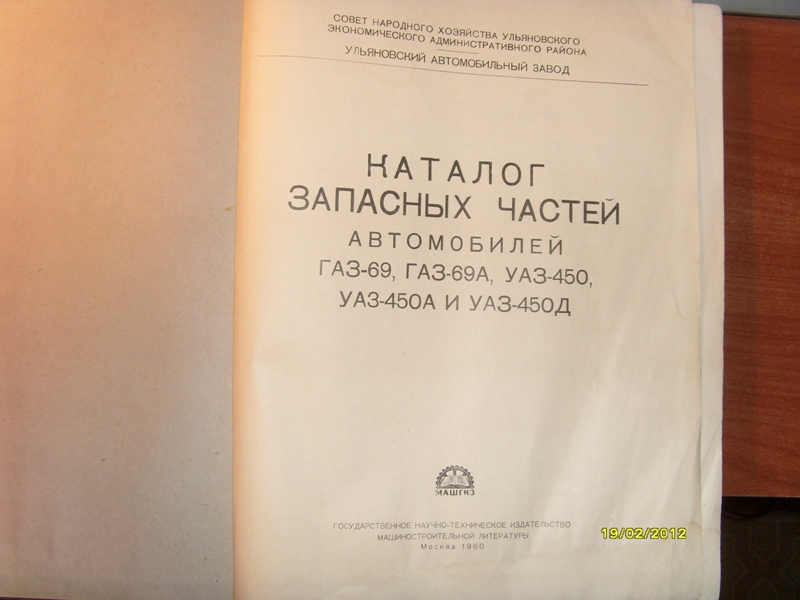 СОВЕТ НАРОДНОГО ХОЗЯЙСТВА УЛЬЯНОВСКОГО
ЭКОНОМИЧЕСКОГО АДМИНИСТРАТИВНОГО РАЙОНА
УЛЬЯНОВСКИЙ АВТОМОБИЛЬНЫЙ ЗАВОД
КАТАЛОГ
ЗАПАСНЫХ ЧАСТЕЙ
АВТОМОБИЛЕЙ
ГАЗ-69, ГАЗ-69А, УАЗ-450,
УАЗ-450А И УАЗ-450Д
МАШГИЗ
ГОСУДАРСТВЕННОЕ НАУЧНО-ТЕХНИЧЕСКОЕ ИЗДАТЕЛЬСТВО
МАШИНОСТРОИТЕЛЬНОЙ ЛИТЕРАТУРЫ
Москва 1960
19/02/2012